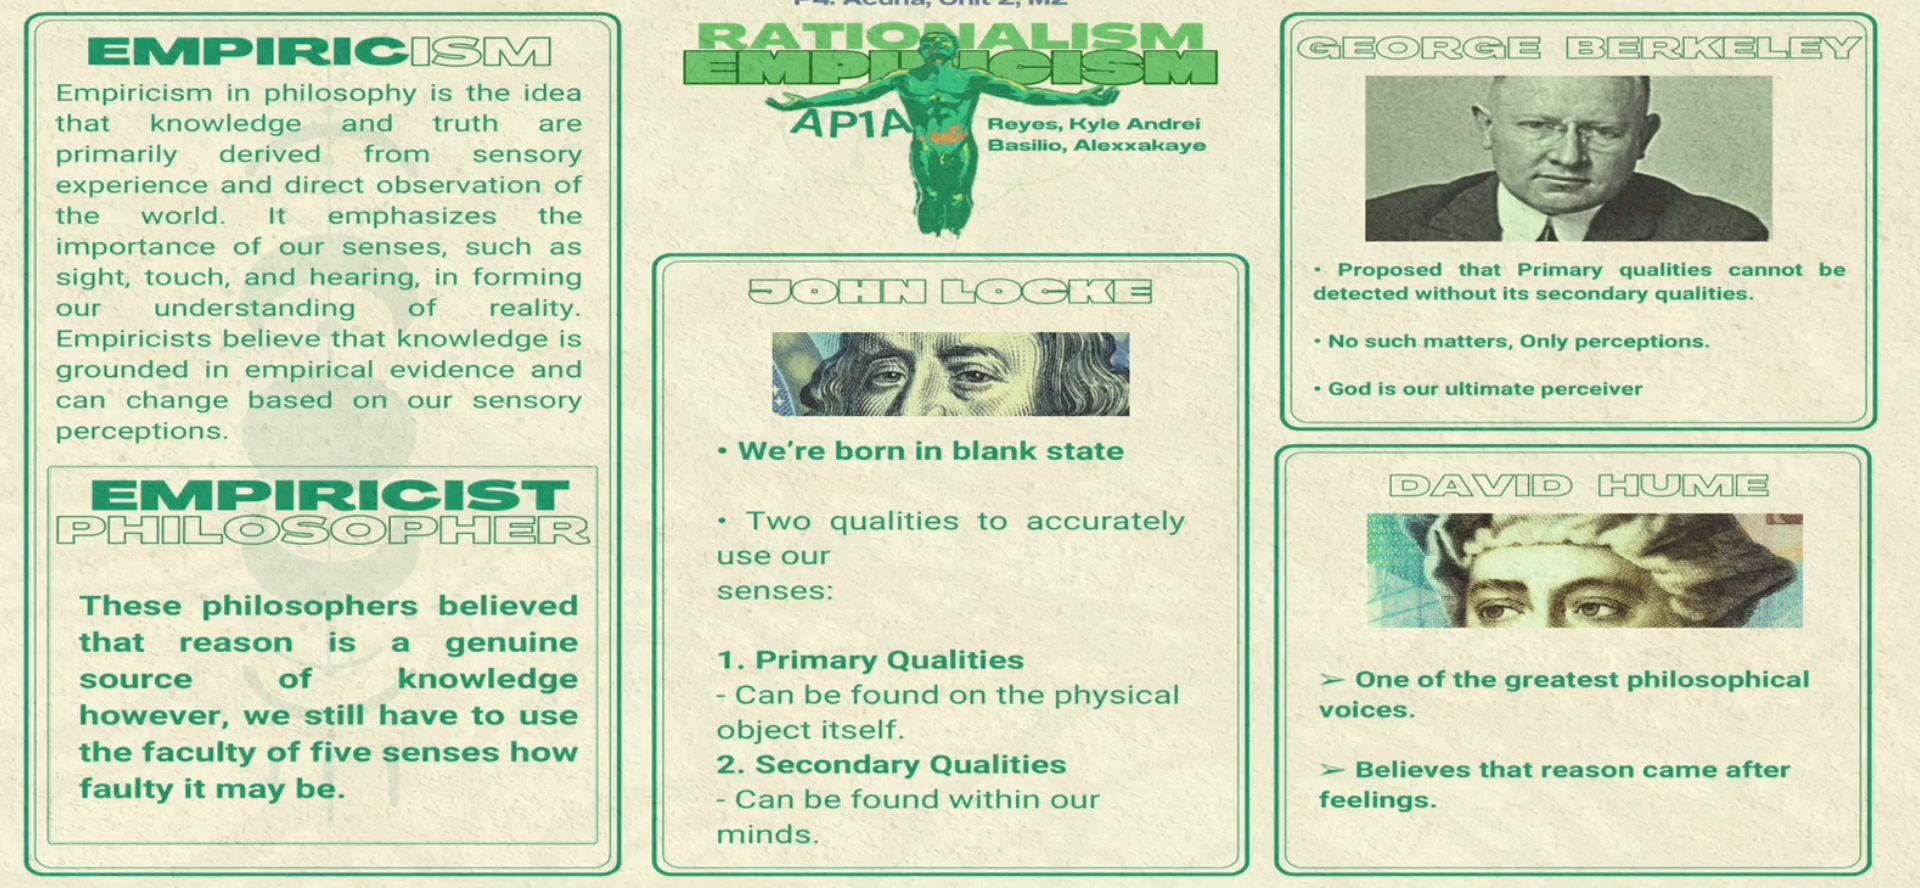 P4. Acuña, Unit 2, M2
RATIONALISM
EMPIRICISM
AP1A
Reyes, Kyle Andrei
Basilio, Alexxakaye
EMPIRICISM
Empiricism in philosophy is the idea
that knowledge and truth are
primarily derived from sensory
experience and direct observation of
the world. It emphasizes the
importance of our senses, such as
sight, touch, and hearing, in forming
our understanding of reality.
Empiricists believe that knowledge is
grounded in empirical evidence and
can change based on our sensory
perceptions.
EMPIRICIST
PHILOSOPHER
These philosophers believed
that reason is a genuine
source of knowledge
however, we still have to use
the faculty of five senses how
faulty it may be.
JOHN LOCKE
• We're born in blank state
• Two qualities to accurately
use our
senses:
1. Primary Qualities
- Can be found on the physical
object itself.
2. Secondary Qualities
- Can be found within our
minds.
GEORGE BERKELEY
• Proposed that Primary qualities cannot be
detected without its secondary qualities.
• No such matters, Only perceptions.
• God is our ultimate perceiver
DAVID HUME
➢ One of the greatest philosophical
voices.
➢ Believes that reason came after
feelings.